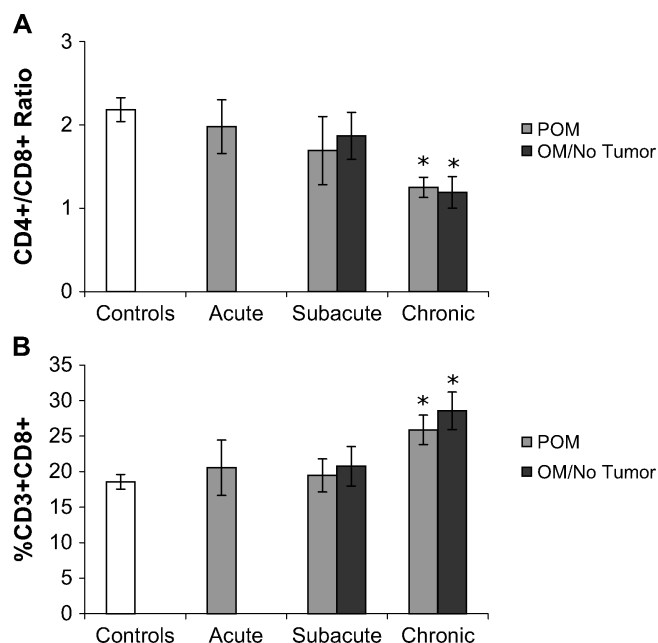 A
CD4+/CD8+ Ratio
3
2
1
0
* *
POM
OM/No Tumor
Controls Acute Subacute Chronic
B
%CD3+CD8+
35
30
25
20
15
10
5
0
* *
POM
OM/No Tumor
Controls Acute Subacute Chronic